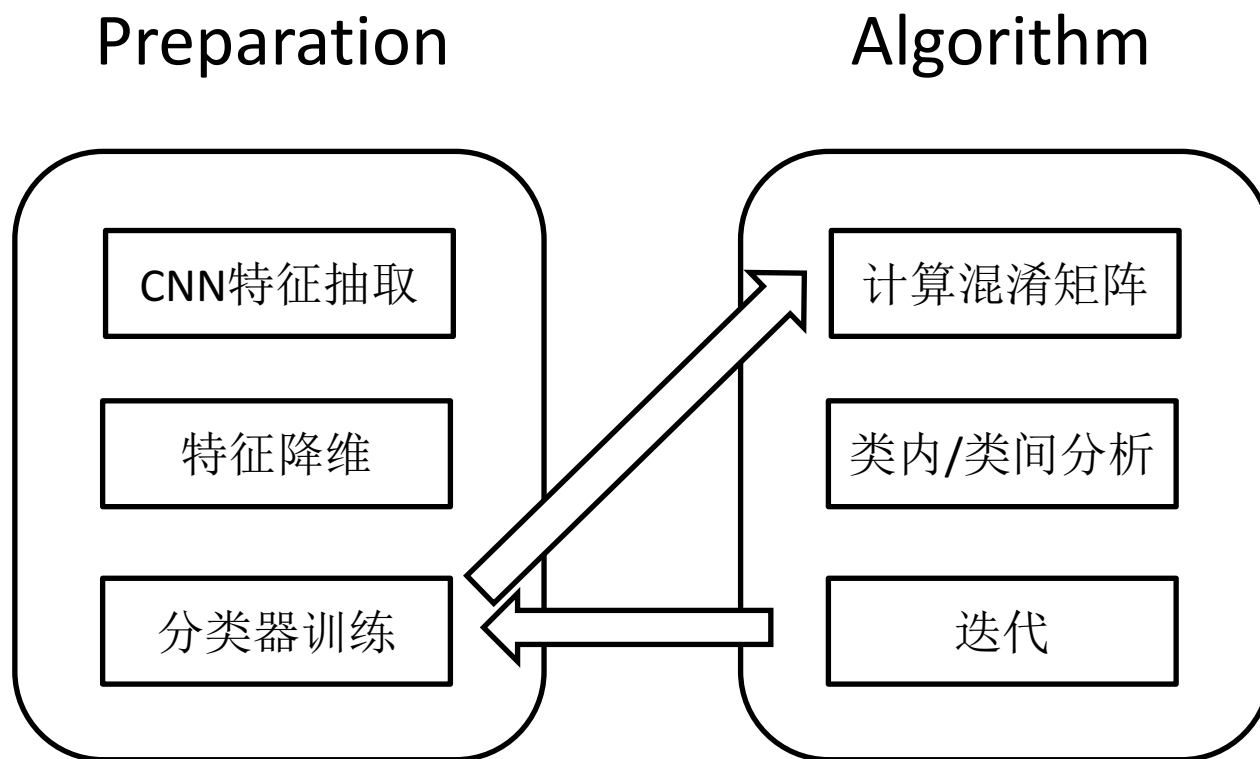 Preparation
Algorithm
CNN特征抽取
特征降维
分类器训练
计算混淆矩阵
类内/类间分析
迭代